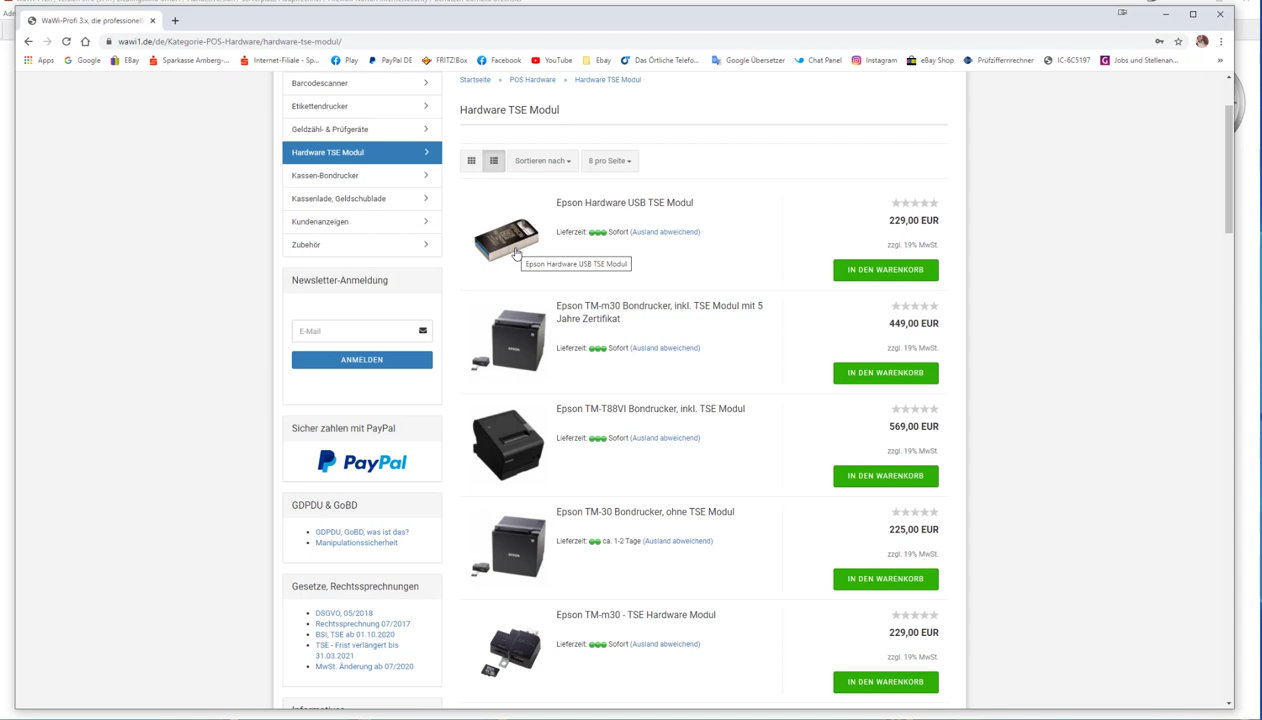 WaWi-Profi 3.x, die professionel
wawi1.de/de/Kategorie-POS-Hardware/hardware-tse-modul/
Apps Google EBay Sparkasse Amberg-... Internet-Filiale - Sp... Play PayPal DE FRITZ!Box Facebook YouTube Ebay Das Örtliche Telefo... Google Übersetzer Chat Panel Instagram eBay Shop Prüfziffernrechner IC-6C5197 Jobs und Stellenan... »
Startseite » POS Hardware » Hardware TSE Modul
Barcodescanner
Etikettendrucker
Geldzähl- & Prüfgeräte
Hardware TSE Modul
Kassen-Bondrucker
Kassenlade, Geldschublade
Kundenanzeigen
Zubehör
Newsletter-Anmeldung
E-Mail
ANMELDEN
Sicher zahlen mit PayPal
PayPal
GDPDU & GoBD
GDPDU, GoBD, was ist das?
Manipulationssicherheit
Gesetze, Rechtssprechnungen
DSGVO, 05/2018
Rechtssprechung 07/2017
BSI, TSE ab 01.10.2020
TSE - Frist verlängert bis
31.03.2021
MwSt. Änderung ab 07/2020
Hardware TSE Modul
Sortieren nach 8 pro Seite
Epson Hardware USB TSE Modul
Lieferzeit: Sofort (Ausland abweichend)
Epson Hardware USB TSE Modul
229,00 EUR
zzgl. 19% MwSt.
IN DEN WARENKORB
Epson TM-m30 Bondrucker, inkl. TSE Modul mit 5
Jahre Zertifikat
Lieferzeit: Sofort (Ausland abweichend)
EPSON
449,00 EUR
zzgl. 19% MwSt.
IN DEN WARENKORB
Epson TM-T88VI Bondrucker, inkl. TSE Modul
Lieferzeit: Sofort (Ausland abweichend)
569,00 EUR
zzgl. 19% MwSt.
IN DEN WARENKORB
Epson TM-30 Bondrucker, ohne TSE Modul
Lieferzeit: ca. 1-2 Tage (Ausland abweichend)
EPSON
225,00 EUR
zzgl. 19% MwSt.
IN DEN WARENKORB
Epson TM-m30 - TSE Hardware Modul
Lieferzeit: Sofort (Ausland abweichend)
229,00 EUR
zzgl. 19% MwSt.
IN DEN WARENKORB